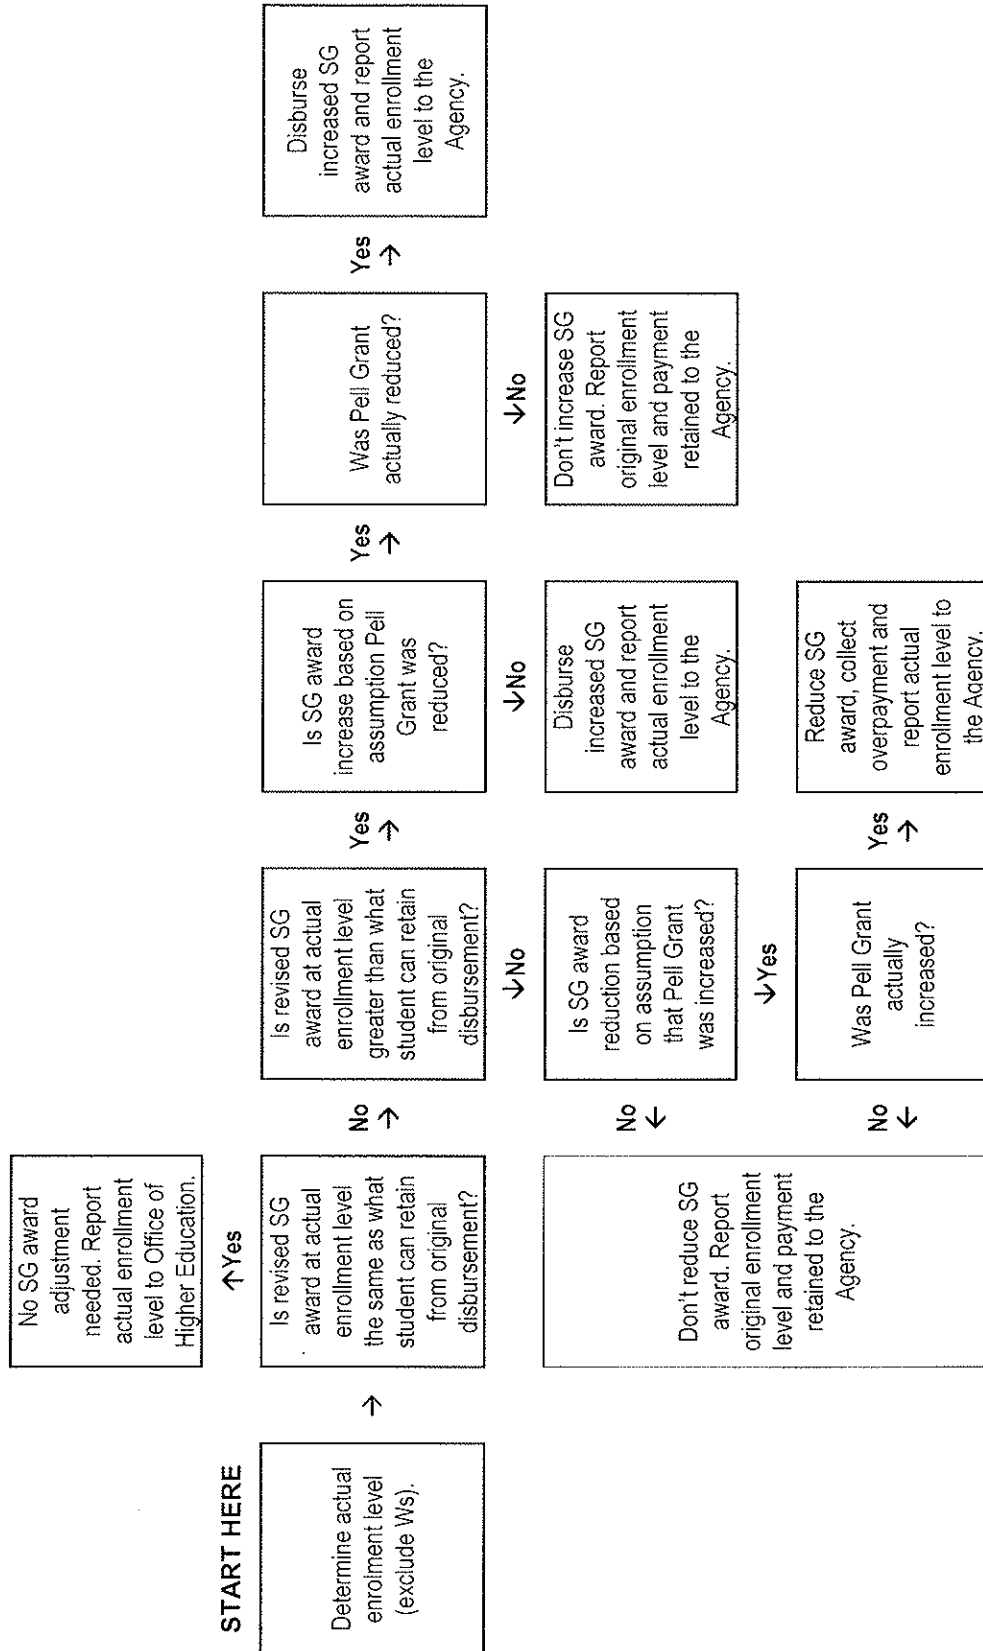 No SG award
adjustment
needed. Report
actual enrollment
level to Office of
Higher Education.
↑Yes
START HERE
Determine actual
enrolment level
(exclude Ws).
→
Is revised SG
award at actual
enrollment level
the same as what
student can retain
from original
disbursement?
No
→
Is revised SG
award at actual
enrollment level
greater than what
student can retain
from original
disbursement?
Yes
→
Is SG award
increase based on
assumption Pell
Grant was
reduced?
Yes
→
Was Pell Grant
actually reduced?
Yes
→
Disburse
increased SG
award and report
actual enrollment
level to the
Agency.
↓No
↓No
↓No
Don't reduce SG
award. Report
original enrollment
level and payment
retained to the
Agency.
No
←
Is SG award
reduction based
on assumption
that Pell Grant
was increased?
Disburse
increased SG
award and report
actual enrollment
level to the
Agency.
Don't increase SG
award. Report
original enrollment
level and payment
retained to the
Agency.
↓Yes
No
←
Was Pell Grant
actually
increased?
Yes
→
Reduce SG
award, collect
overpayment and
report actual
enrollment level to
the Agency.